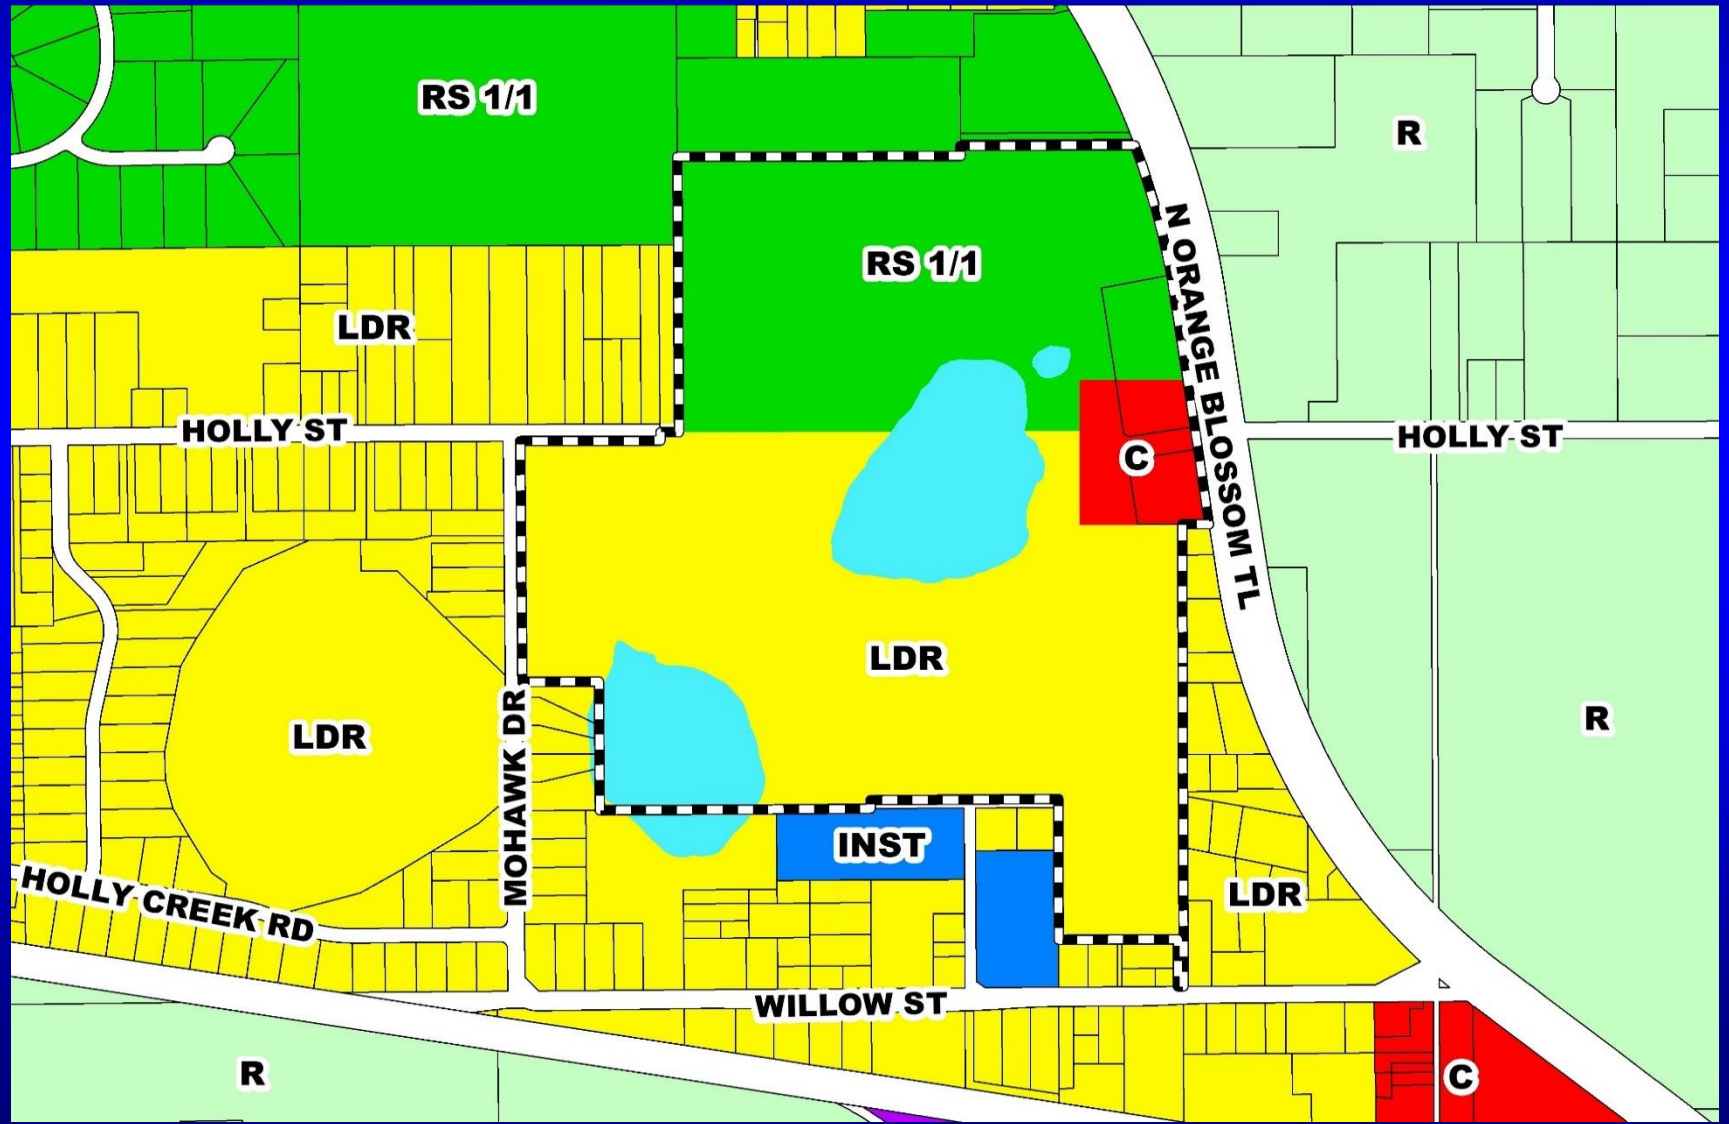 RS 1/1
R
RS 1/1
N ORANGE BLOSSOM TL
LDR
HOLLY ST
HOLLY ST
C
LDR
MOHAWK DR
LDR
R
INST
HOLLY CREEK RD
LDR
WILLOW ST
R
C